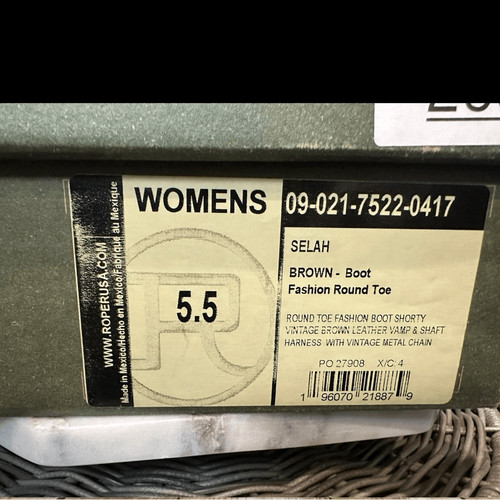 WOMENS
09-021-7522-0417
SELAH
BROWN - Boot
Fashion Round Toe
5.5
ROUND TOE FASHION BOOT SHORTY
VINTAGE BROWN LEATHER VAMP & SHAFT
HARNESS WITH VINTAGE METAL CHAIN
PO 27908 X/C: 4
1 96070 21887 9
WWW.ROPERUSA.COM
Made in Mexico/Hecho en Mexico/Fabriqué au Mexique